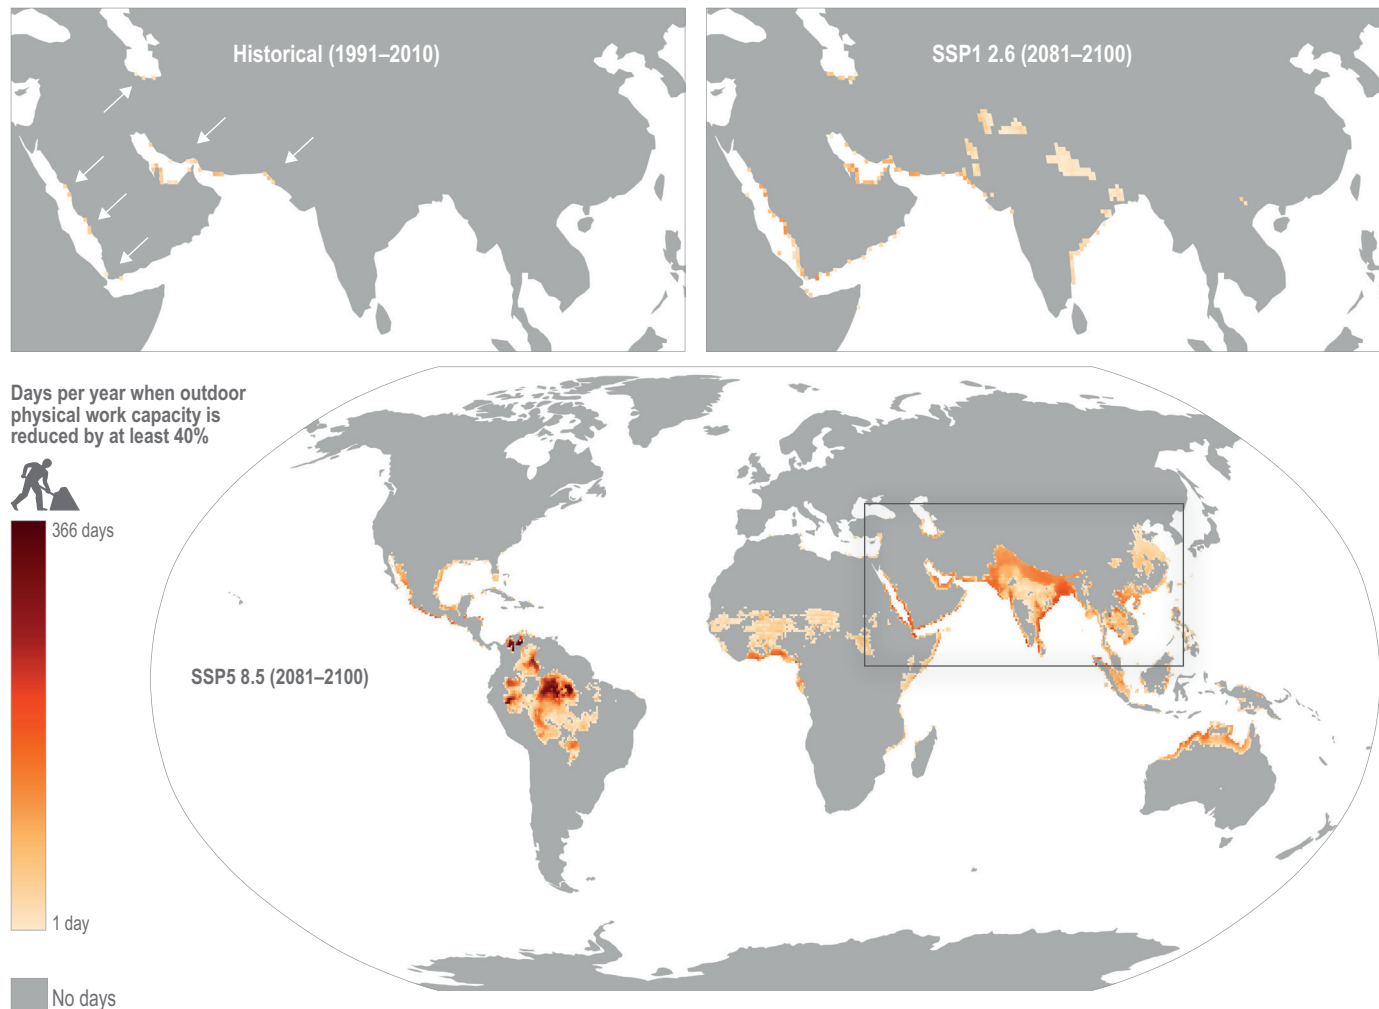 Historical (1991–2010)
SSP1 2.6 (2081–2100)
Days per year when outdoor
physical work capacity is
reduced by at least 40%
366 days
SSP5 8.5 (2081–2100)
1 day
No days